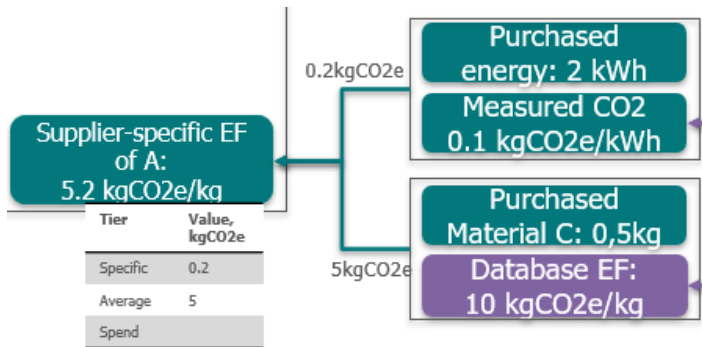 Purchased
energy: 2 kWh
0.2kgCO2e
Measured CO2
0.1 kgCO2e/kWh
Supplier-specific EF
of A:
5.2 kgCO2e/kg
Purchased
Material C: 0,5kg
5kgCO2e
Database EF:
10 kgCO2e/kg
Tier Value,
kgCO2e
Specific 0.2
Average 5
Spend